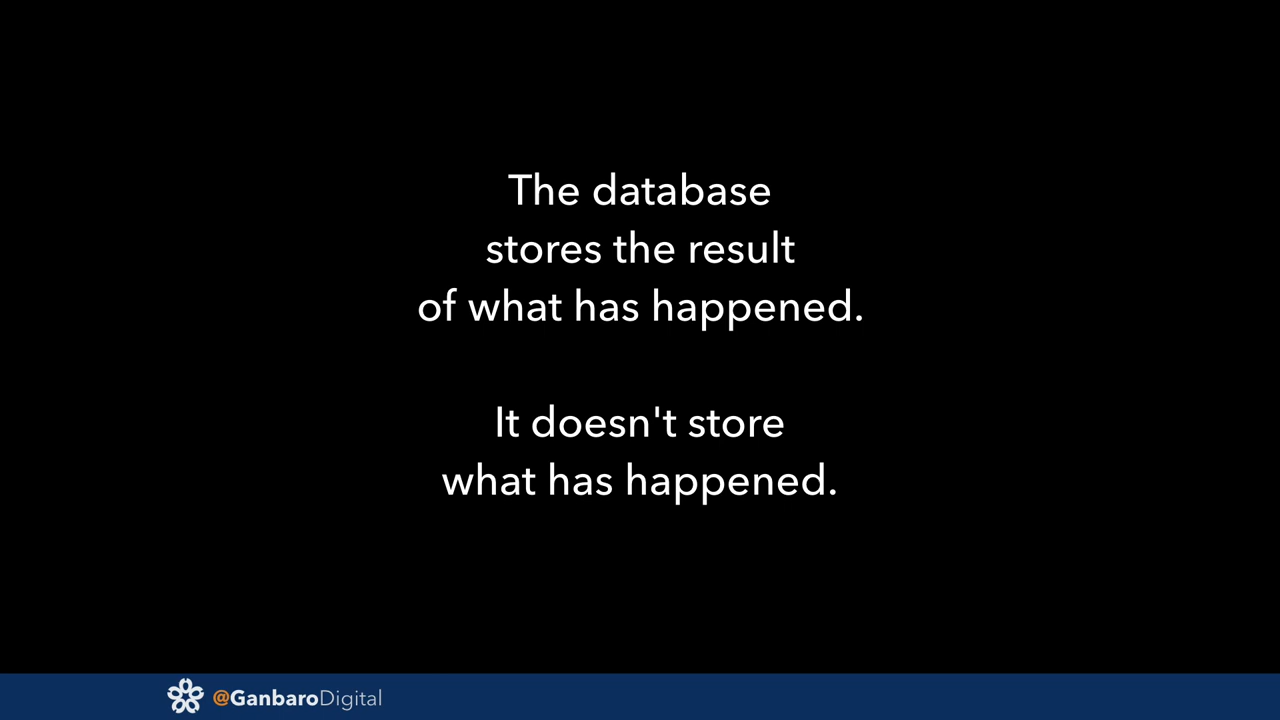 The database
stores the result
of what has happened.
It doesn't store
what has happened.
@GanbaroDigital